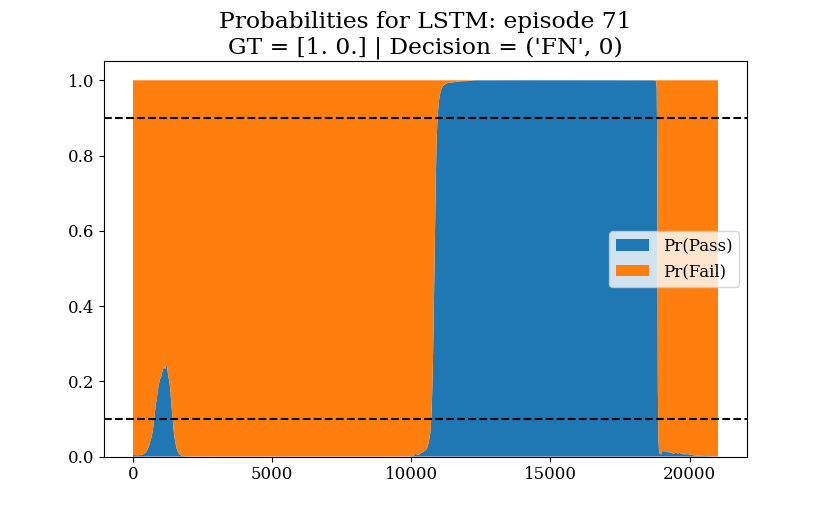 Probabilities for LSTM: episode 71
GT = [1. 0.] | Decision = ('FN', 0)
1.0
0.8
0.6
0.4
0.2
0.0
Pr(Pass)
Pr(Fail)
0
5000
10000
15000
20000